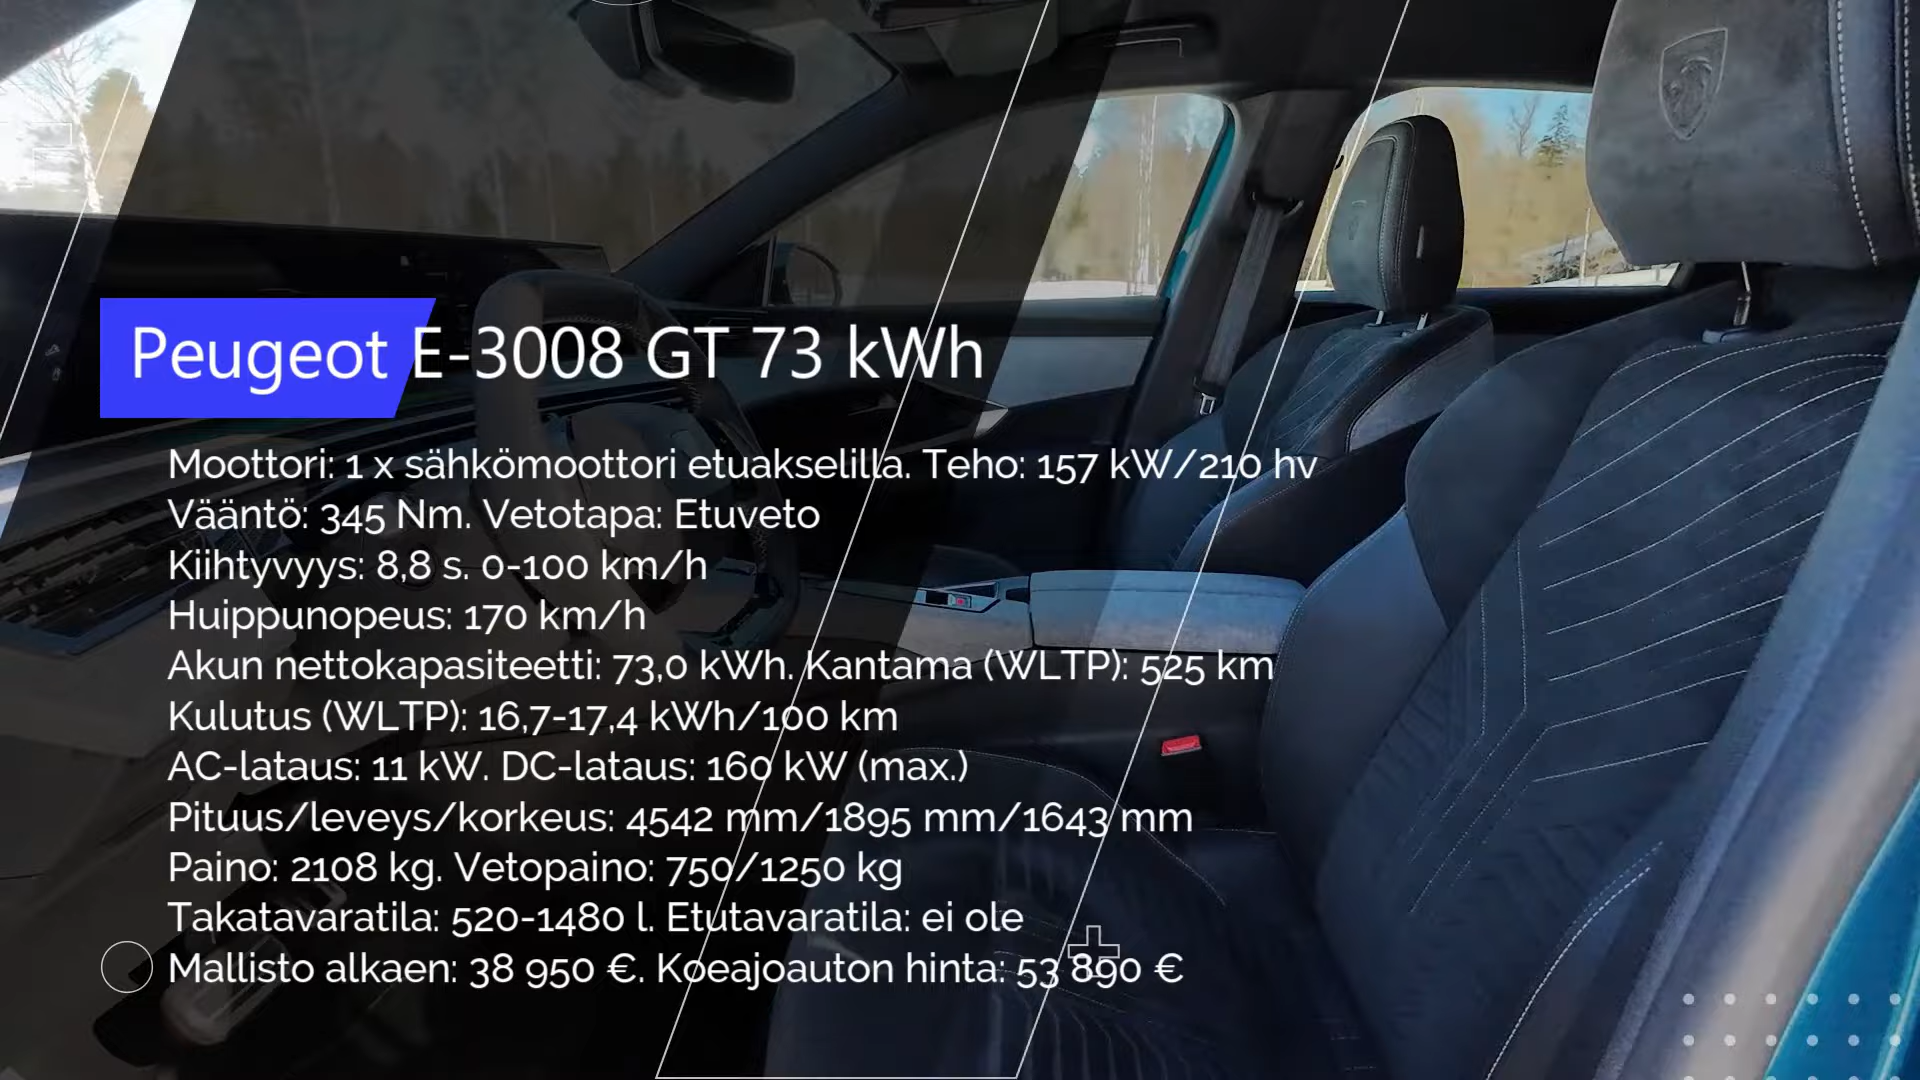 Peugeot E-3008 GT 73 kWh
Moottori: 1 x sähkömoottori etuakselilla. Teho: 157 kW/210 hv
Vääntö: 345 Nm. Vetotapa: Etuveto
Kiihtyvyys: 8,8 s. 0-100 km/h
Huippunopeus: 170 km/h
Akun nettokapasiteetti: 73,0 kWh. Kantama (WLTP): 525 km
Kulutus (WLTP): 16,7-17,4 kWh/100 km
AC-lataus: 11 kW. DC-lataus: 160 kW (max.)
Pituus/leveys/korkeus: 4542 mm/1895 mm/1643 mm
Paino: 2108 kg. Vetopaino: 750/1250 kg
Takatavaratila: 520-1480 l. Etutavaratila: ei ole
Mallisto alkaen: 38 950 €. Koeajoauton hinta: 53 890 €